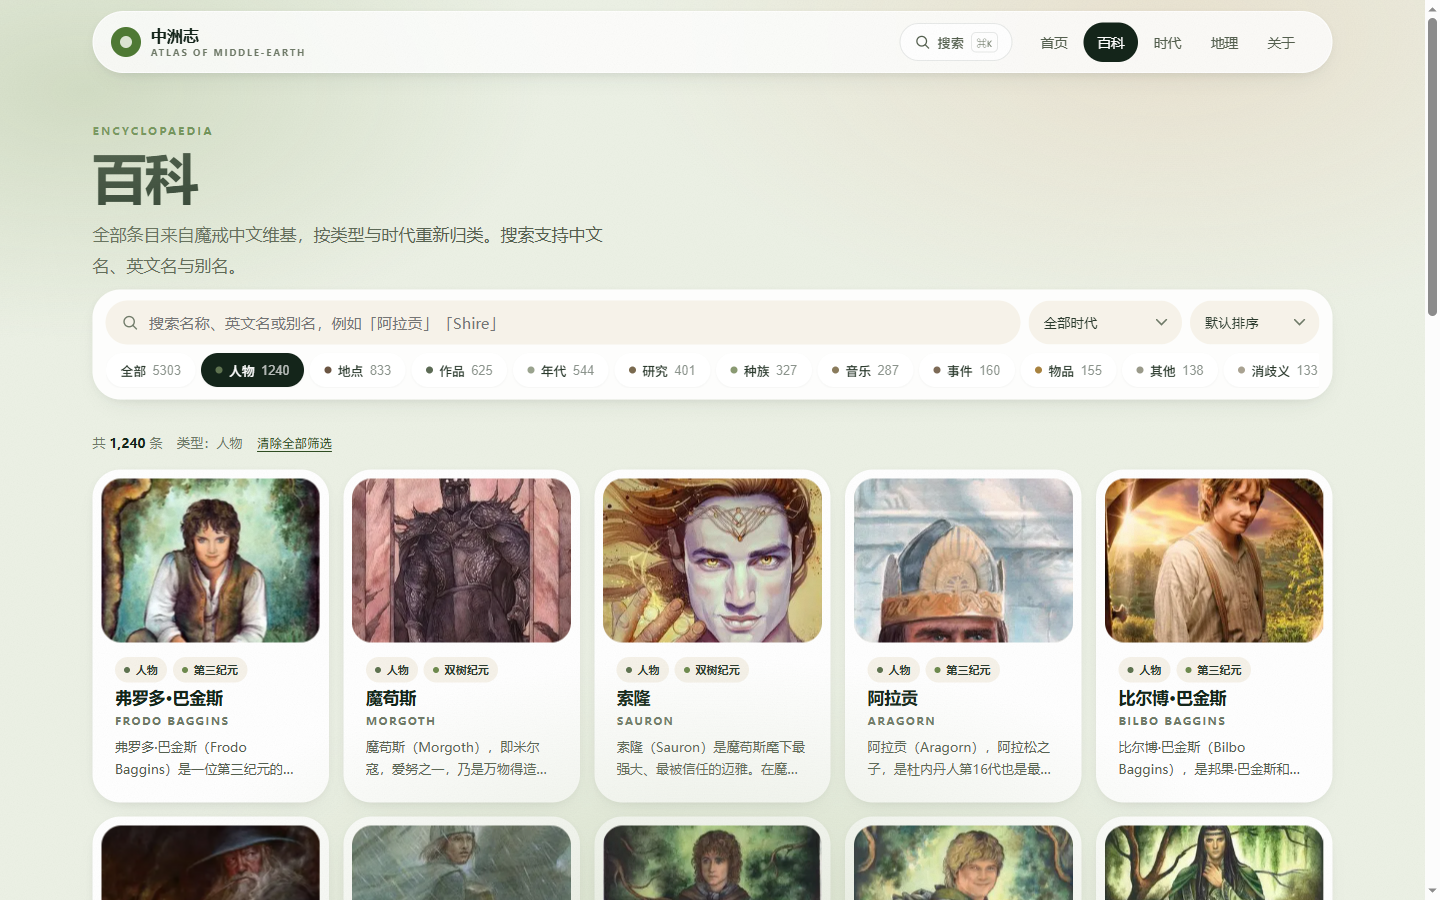 中洲志
ATLAS OF MIDDLE-EARTH
搜索 ⌘K
首页
百科
时代
地理
关于
ENCYCLOPAEDIA
百科
全部条目来自魔戒中文维基，按类型与时代重新归类。搜索支持中文
名、英文名与别名。
搜索名称、英文名或别名，例如「阿拉贡」「Shire」
全部时代
默认排序
全部 5303
人物 1240
地点 833
作品 625
年代 544
研究 401
种族 327
音乐 287
事件 160
物品 155
其他 138
消歧义 133
共 1,240 条 类型：人物 清除全部筛选
人物 第三纪元
弗罗多·巴金斯
FRODO BAGGINS
弗罗多·巴金斯（Frodo
Baggins）是一位第三纪元的...
人物 双树纪元
魔苟斯
MORGOTH
魔苟斯（Morgoth），即米尔
寇，爱努之一，乃是万物得造...
人物 双树纪元
索隆
SAURON
索隆（Sauron）是魔苟斯麾下最
强大、最被信任的迈雅。在魔...
人物 第三纪元
阿拉贡
ARAGORN
阿拉贡（Aragorn），阿拉松之
子，是杜内丹人第16代也是最...
人物 第三纪元
比尔博·巴金斯
BILBO BAGGINS
比尔博·巴金斯（Bilbo
Baggins），是邦果·巴金斯和...